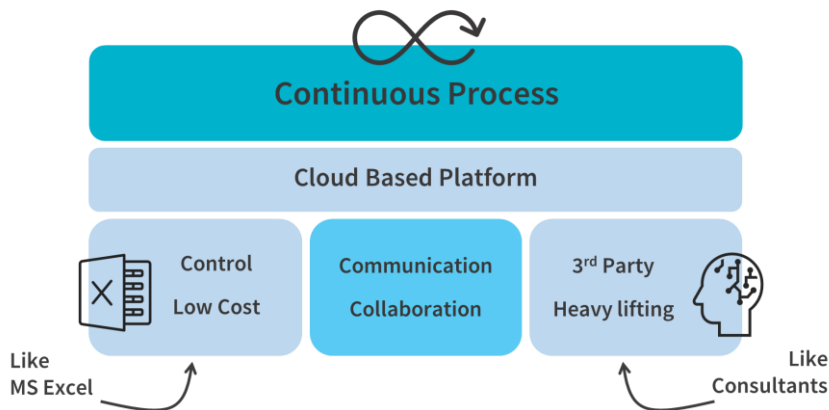 Continuous Process
Cloud Based Platform
Control
Low Cost
Communication
Collaboration
3rd Party
Heavy lifting
X
Like
MS Excel
Like
Consultants